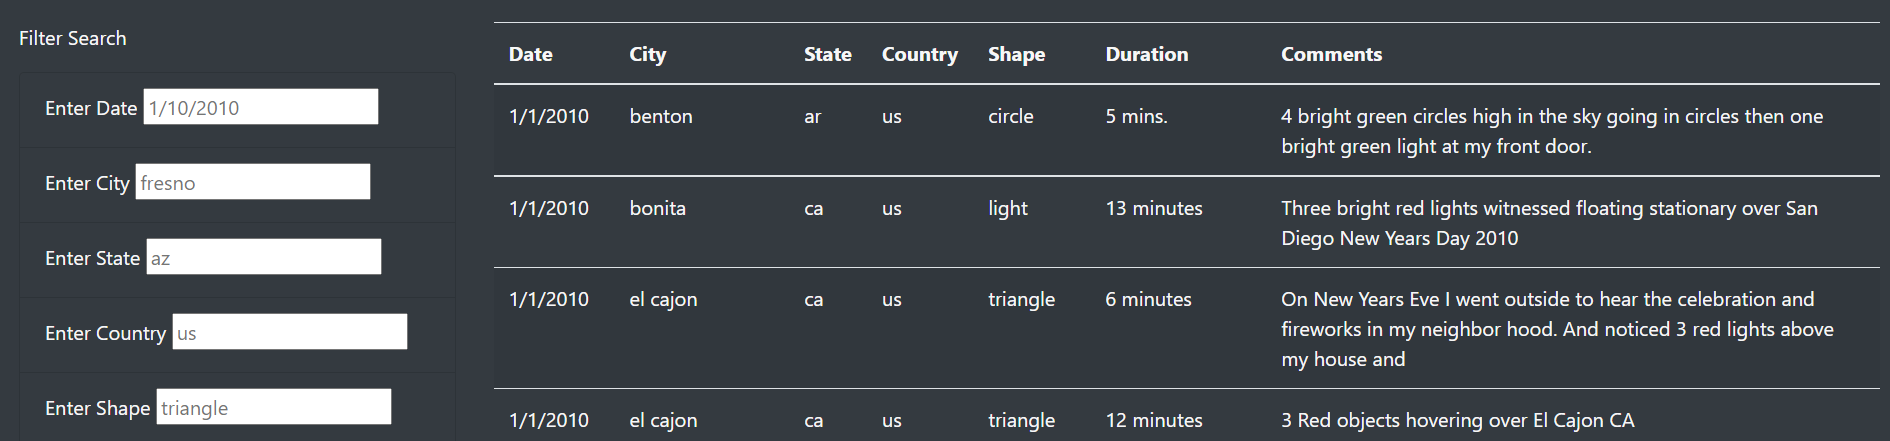 Filter Search
Enter Date 1/10/2010
Enter City fresno
Enter State az
Enter Country us
Enter Shape triangle
Date City State Country Shape Duration Comments
1/1/2010 benton ar us circle 5 mins. 4 bright green circles high in the sky going in circles then one
bright green light at my front door.
1/1/2010 bonita ca us light 13 minutes Three bright red lights witnessed floating stationary over San
Diego New Years Day 2010
1/1/2010 el cajon ca us triangle 6 minutes On New Years Eve I went outside to hear the celebration and
fireworks in my neighbor hood. And noticed 3 red lights above
my house and
1/1/2010 el cajon ca us triangle 12 minutes 3 Red objects hovering over El Cajon CA